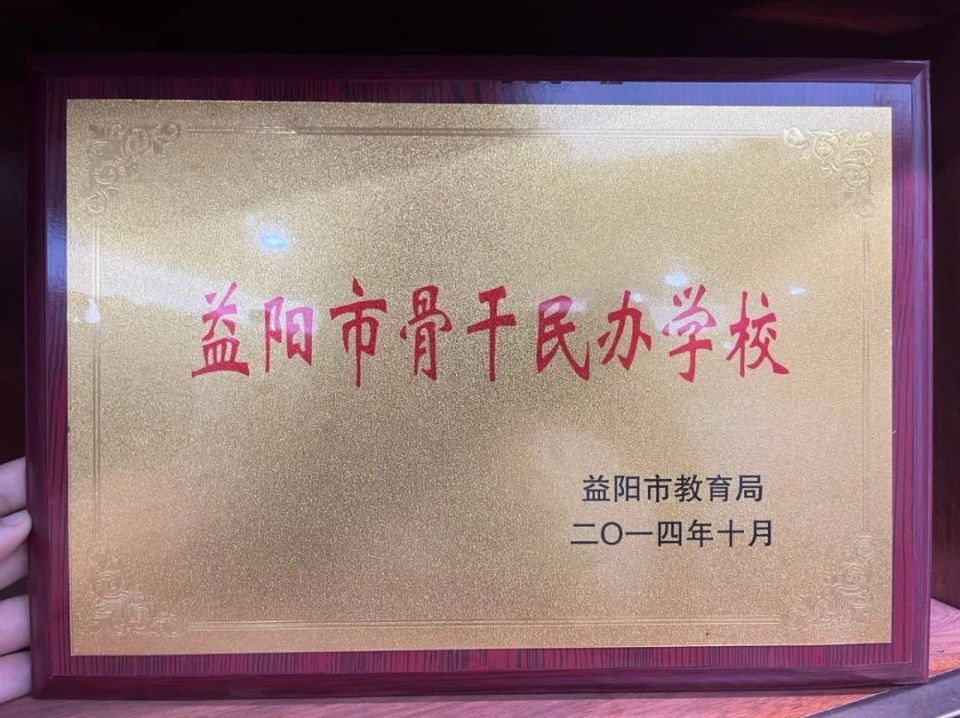 益阳市骨干民办学校
益阳市教育局
二〇一四年十月